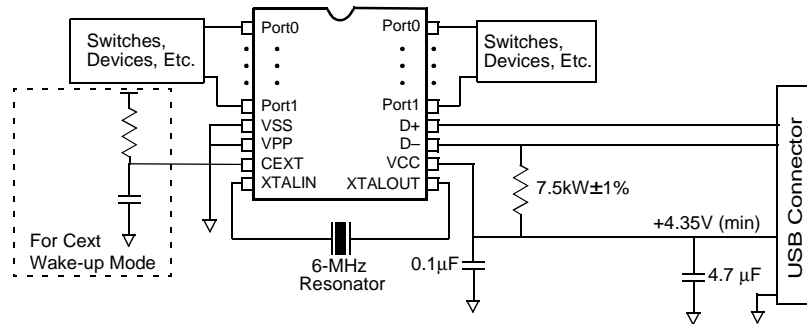 Switches,
Devices, Etc.
Port0
Port1
VSS
VPP
CEXT
XTALIN
Port0
Port1
D+
D–
VCC
XTALOUT
Switches,
Devices, Etc.
For Cext
Wake-up Mode
6-MHz
Resonator
0.1µF
7.5kW±1%
+4.35V (min)
4.7 µF
USB Connector